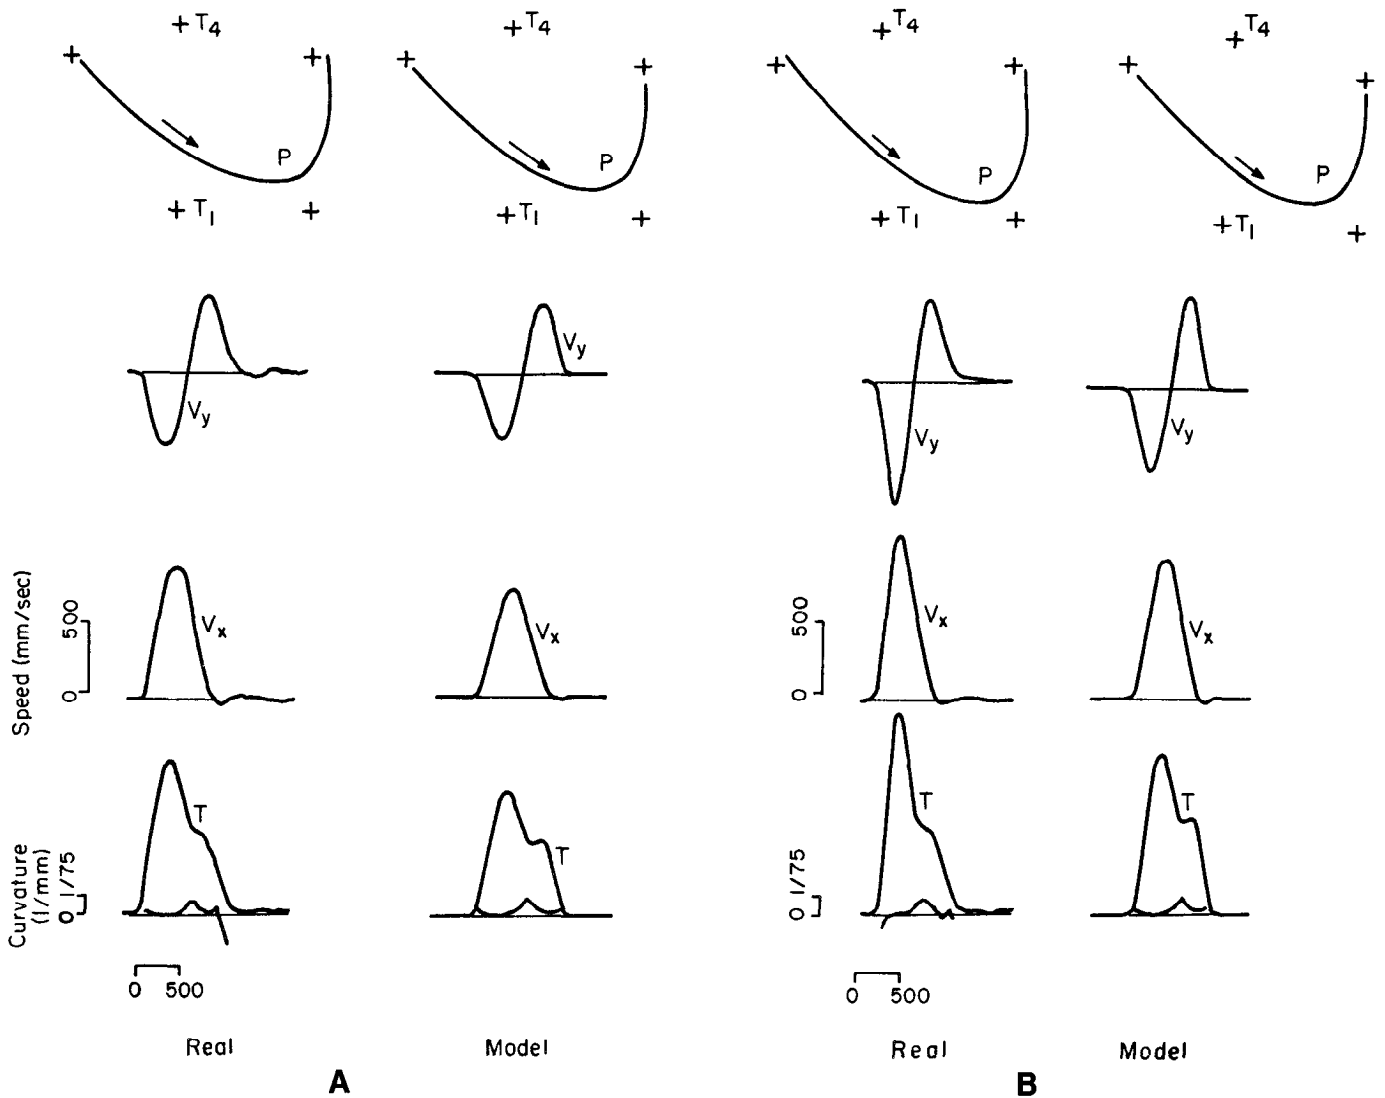 +T4 +T4 +T4 +T4
P P P P
+T1 +T1 +T1 +T1
Vy Vy Vy Vy
Speed (mm/sec)
0 500
0 500
Vx Vx Vx Vx
Curvature
(1/mm)
0 1/75
0 1/75
T T T T
0 500
0 500
Real Model Real Model
A B